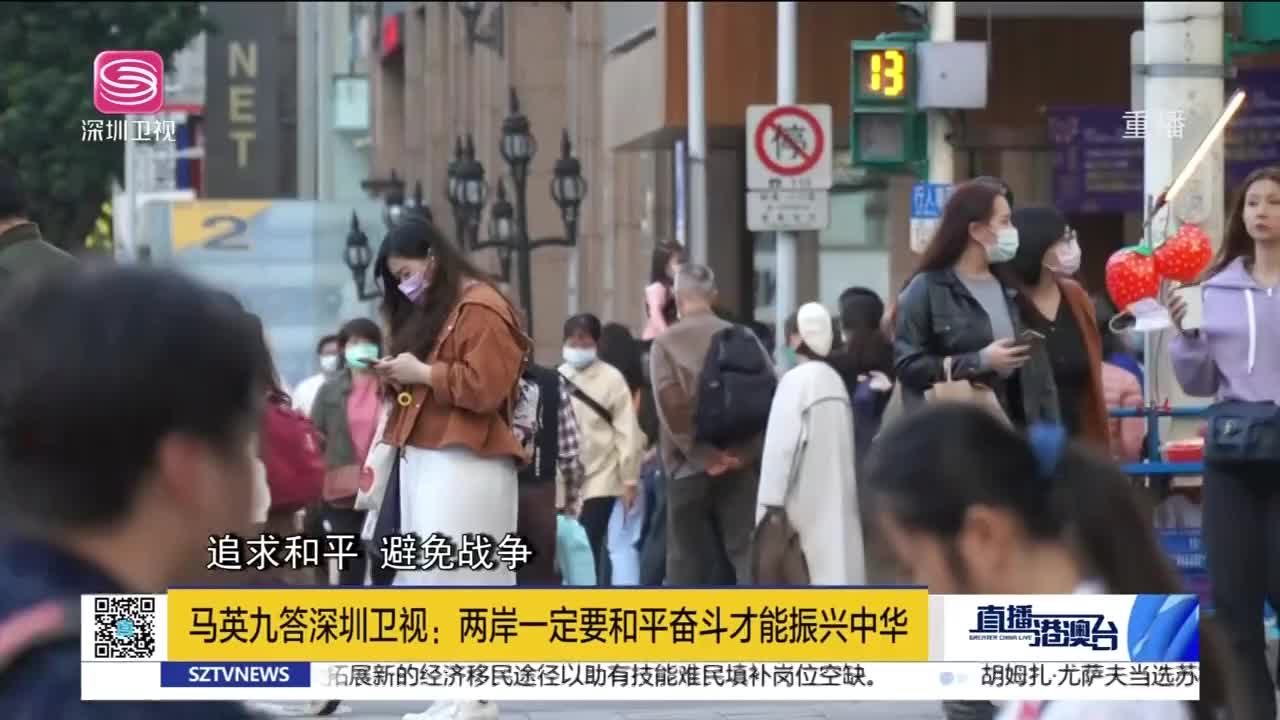 NET
13
深圳卫视
重播
停
行人
2
追求和平 避免战争
马英九答深圳卫视：两岸一定要和平奋斗才能振兴中华
直播港澳台
GREATER CHINA LIVE
SZTVNEWS
拓展新的经济移民途径以助有技能难民填补岗位空缺。
胡姆扎·尤萨夫当选苏